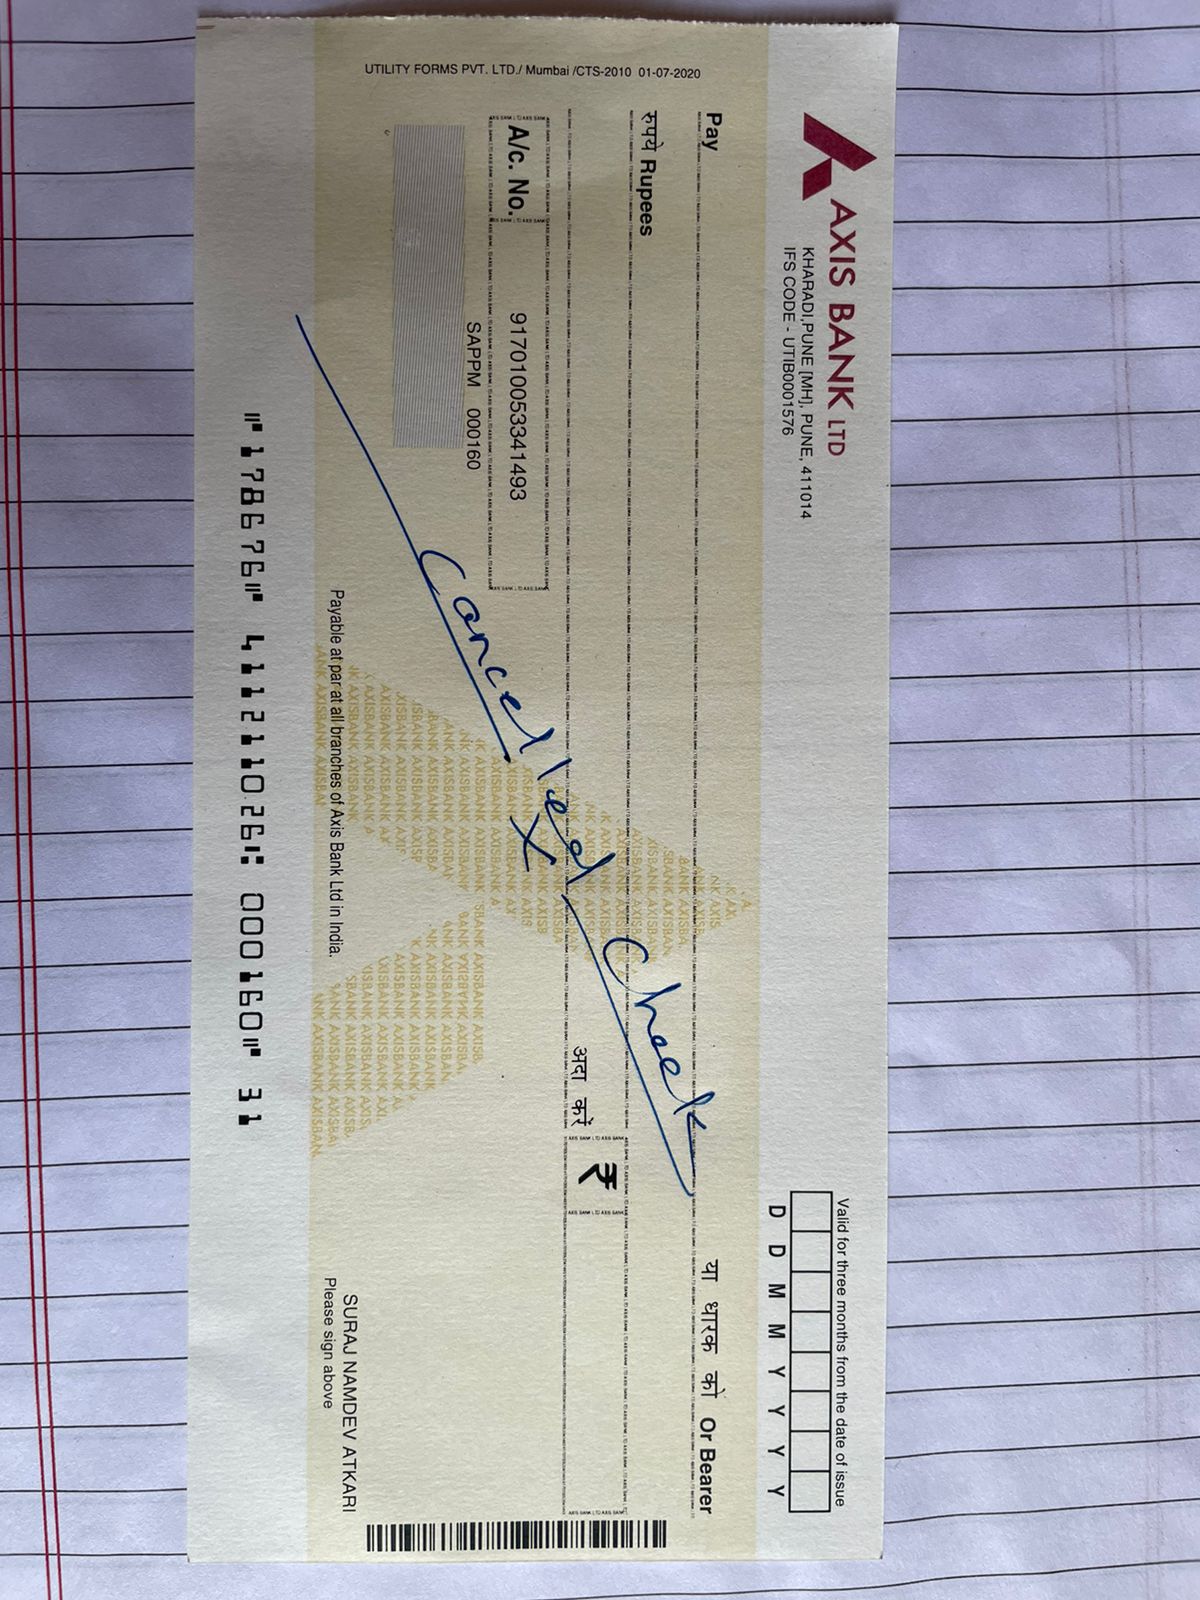 AXIS BANK LTD
KHARADI,PUNE [MH], PUNE, 411014
IFS CODE - UTIB0001576
Valid for three months from the date of issue
D D M M Y Y Y Y
Pay
या धारक को Or Bearer
रुपये Rupees
अदा करें
₹
A/c. No.
917010053341493
SAPPM 000160
Cancelled Check
X
SURAJ NAMDEV ATKARI
Please sign above
Payable at par at all branches of Axis Bank Ltd in India.
UTILITY FORMS PVT. LTD./ Mumbai /CTS-2010 01-07-2020
⑈178676⑈ 411211026⑆ 000160⑈ 31